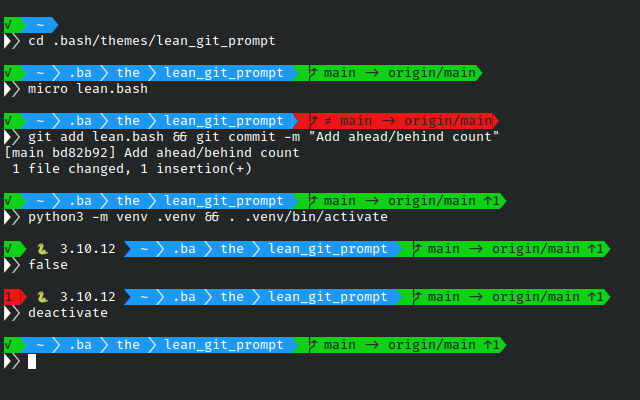 √ ~
cd .bash/themes/lean_git_prompt
√ ~ .ba the lean_git_prompt main → origin/main
micro lean.bash
√ ~ .ba the lean_git_prompt ≠ main → origin/main
git add lean.bash && git commit -m "Add ahead/behind count"
[main bd82b92] Add ahead/behind count
1 file changed, 1 insertion(+)
√ ~ .ba the lean_git_prompt main → origin/main ↑1
python3 -m venv .venv && . .venv/bin/activate
√ 🐍 3.10.12 ~ .ba the lean_git_prompt main → origin/main ↑1
false
1 🐍 3.10.12 ~ .ba the lean_git_prompt main → origin/main ↑1
deactivate
√ ~ .ba the lean_git_prompt main → origin/main ↑1